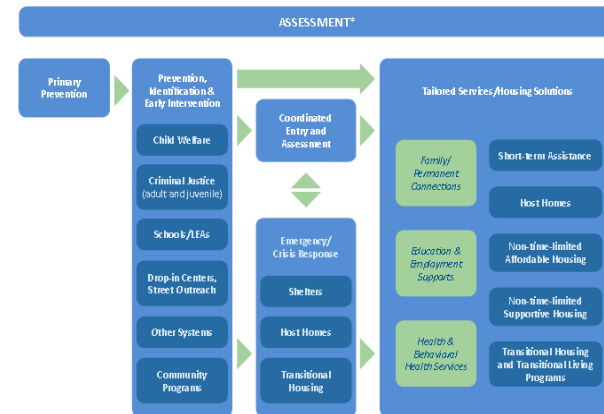 ASSESSMENT*
Primary
Prevention
Prevention,
Identification &
Early Intervention
Child Welfare
Criminal Justice
(adult and juvenile)
Schools/LEAs
Drop-in Centers,
Street Outreach
Other Systems
Community
Programs
Coordinated
Entry and
Assessment
Emergency/
Crisis Response
Shelters
Host Homes
Transitional
Housing
Tailored Services/Housing Solutions
Family/
Permanent
Connections
Education &
Employment
Supports
Health &
Behavioral
Health Services
Short-term Assistance
Host Homes
Non-time-limited
Affordable Housing
Non-time-limited
Supportive Housing
Transitional Housing
and Transitional Living
Programs